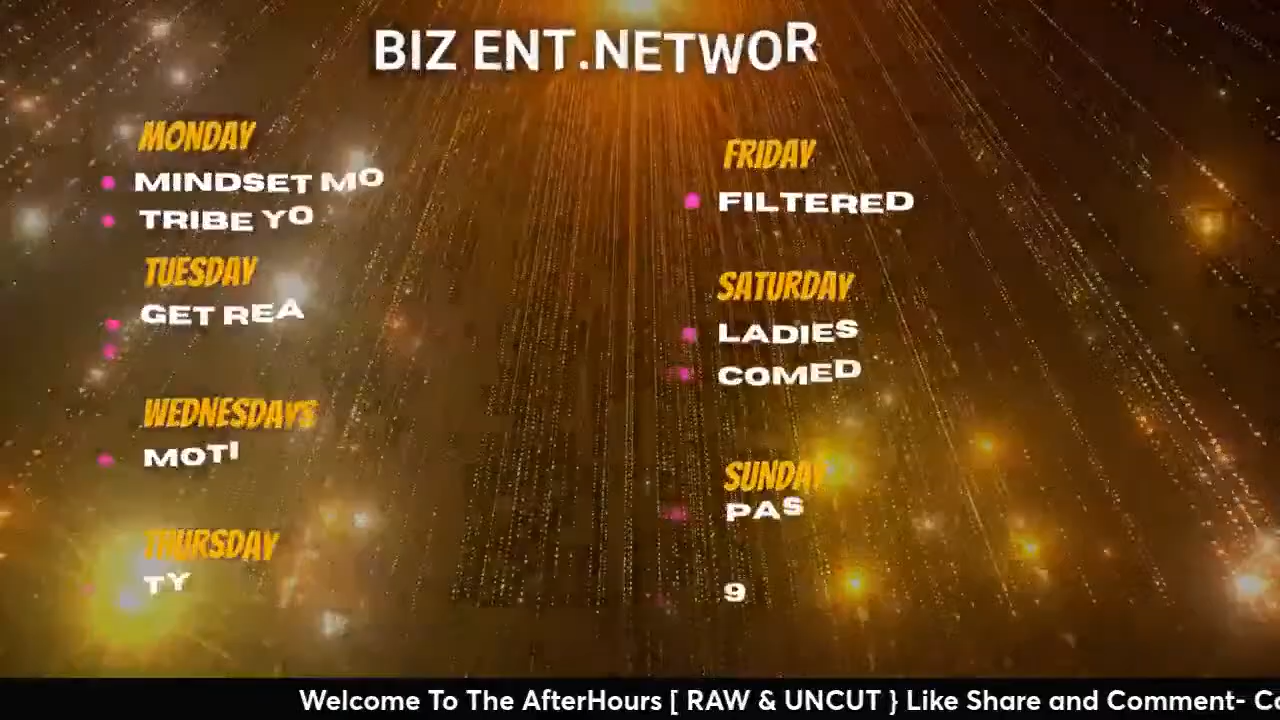 BIZ ENT.NETWOR
MONDAY
MINDSET MO
TRIBE YO
TUESDAY
GET REA
WEDNESDAYS
MOTI
THURSDAY
TY
FRIDAY
FILTERED
SATURDAY
LADIES
COMED
SUNDAY
PAS
9
Welcome To The AfterHours [ RAW & UNCUT } Like Share and Comment- Co